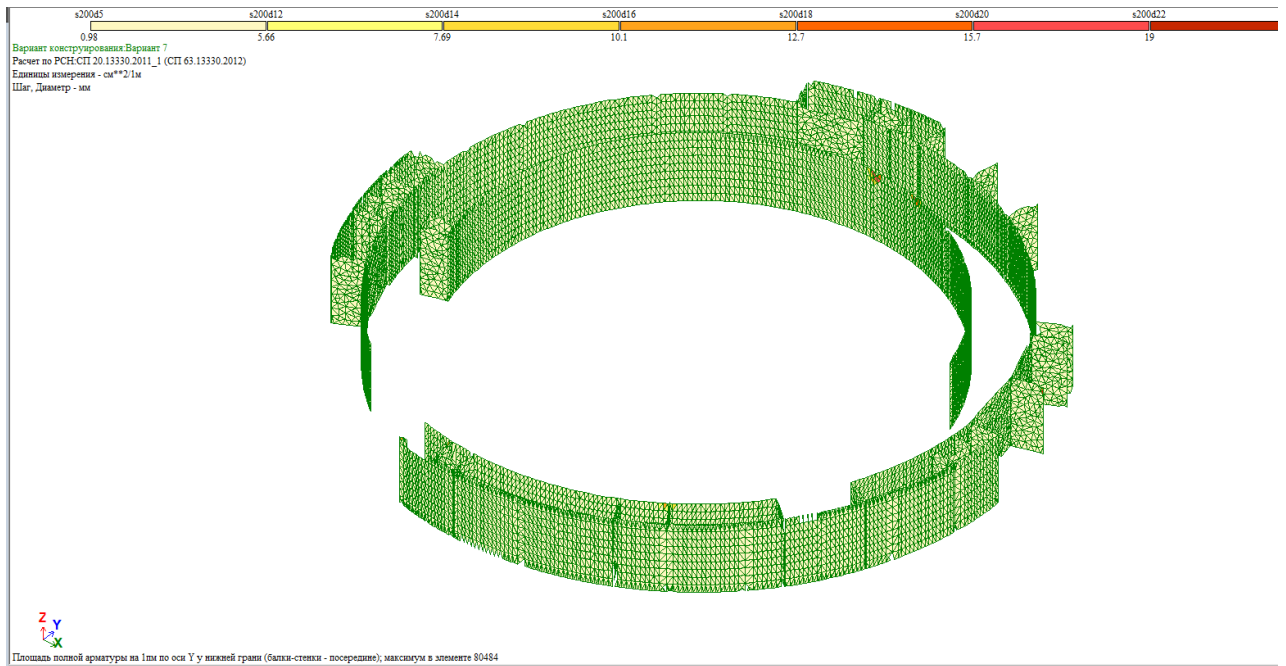 s200d5 s200d12 s200d14 s200d16 s200d18 s200d20 s200d22
0.98 5.66 7.69 10.1 12.7 15.7 19
Вариант конструирования:Вариант 7
Расчет по РСН:СП 20.13330.2011_1 (СП 63.13330.2012)
Единицы измерения - см**2/1м
Шаг, Диаметр - мм
Z
Y
X
Площадь полной арматуры на 1пм по оси Y у нижней грани (балки-стенки - посередине); максимум в элементе 80484